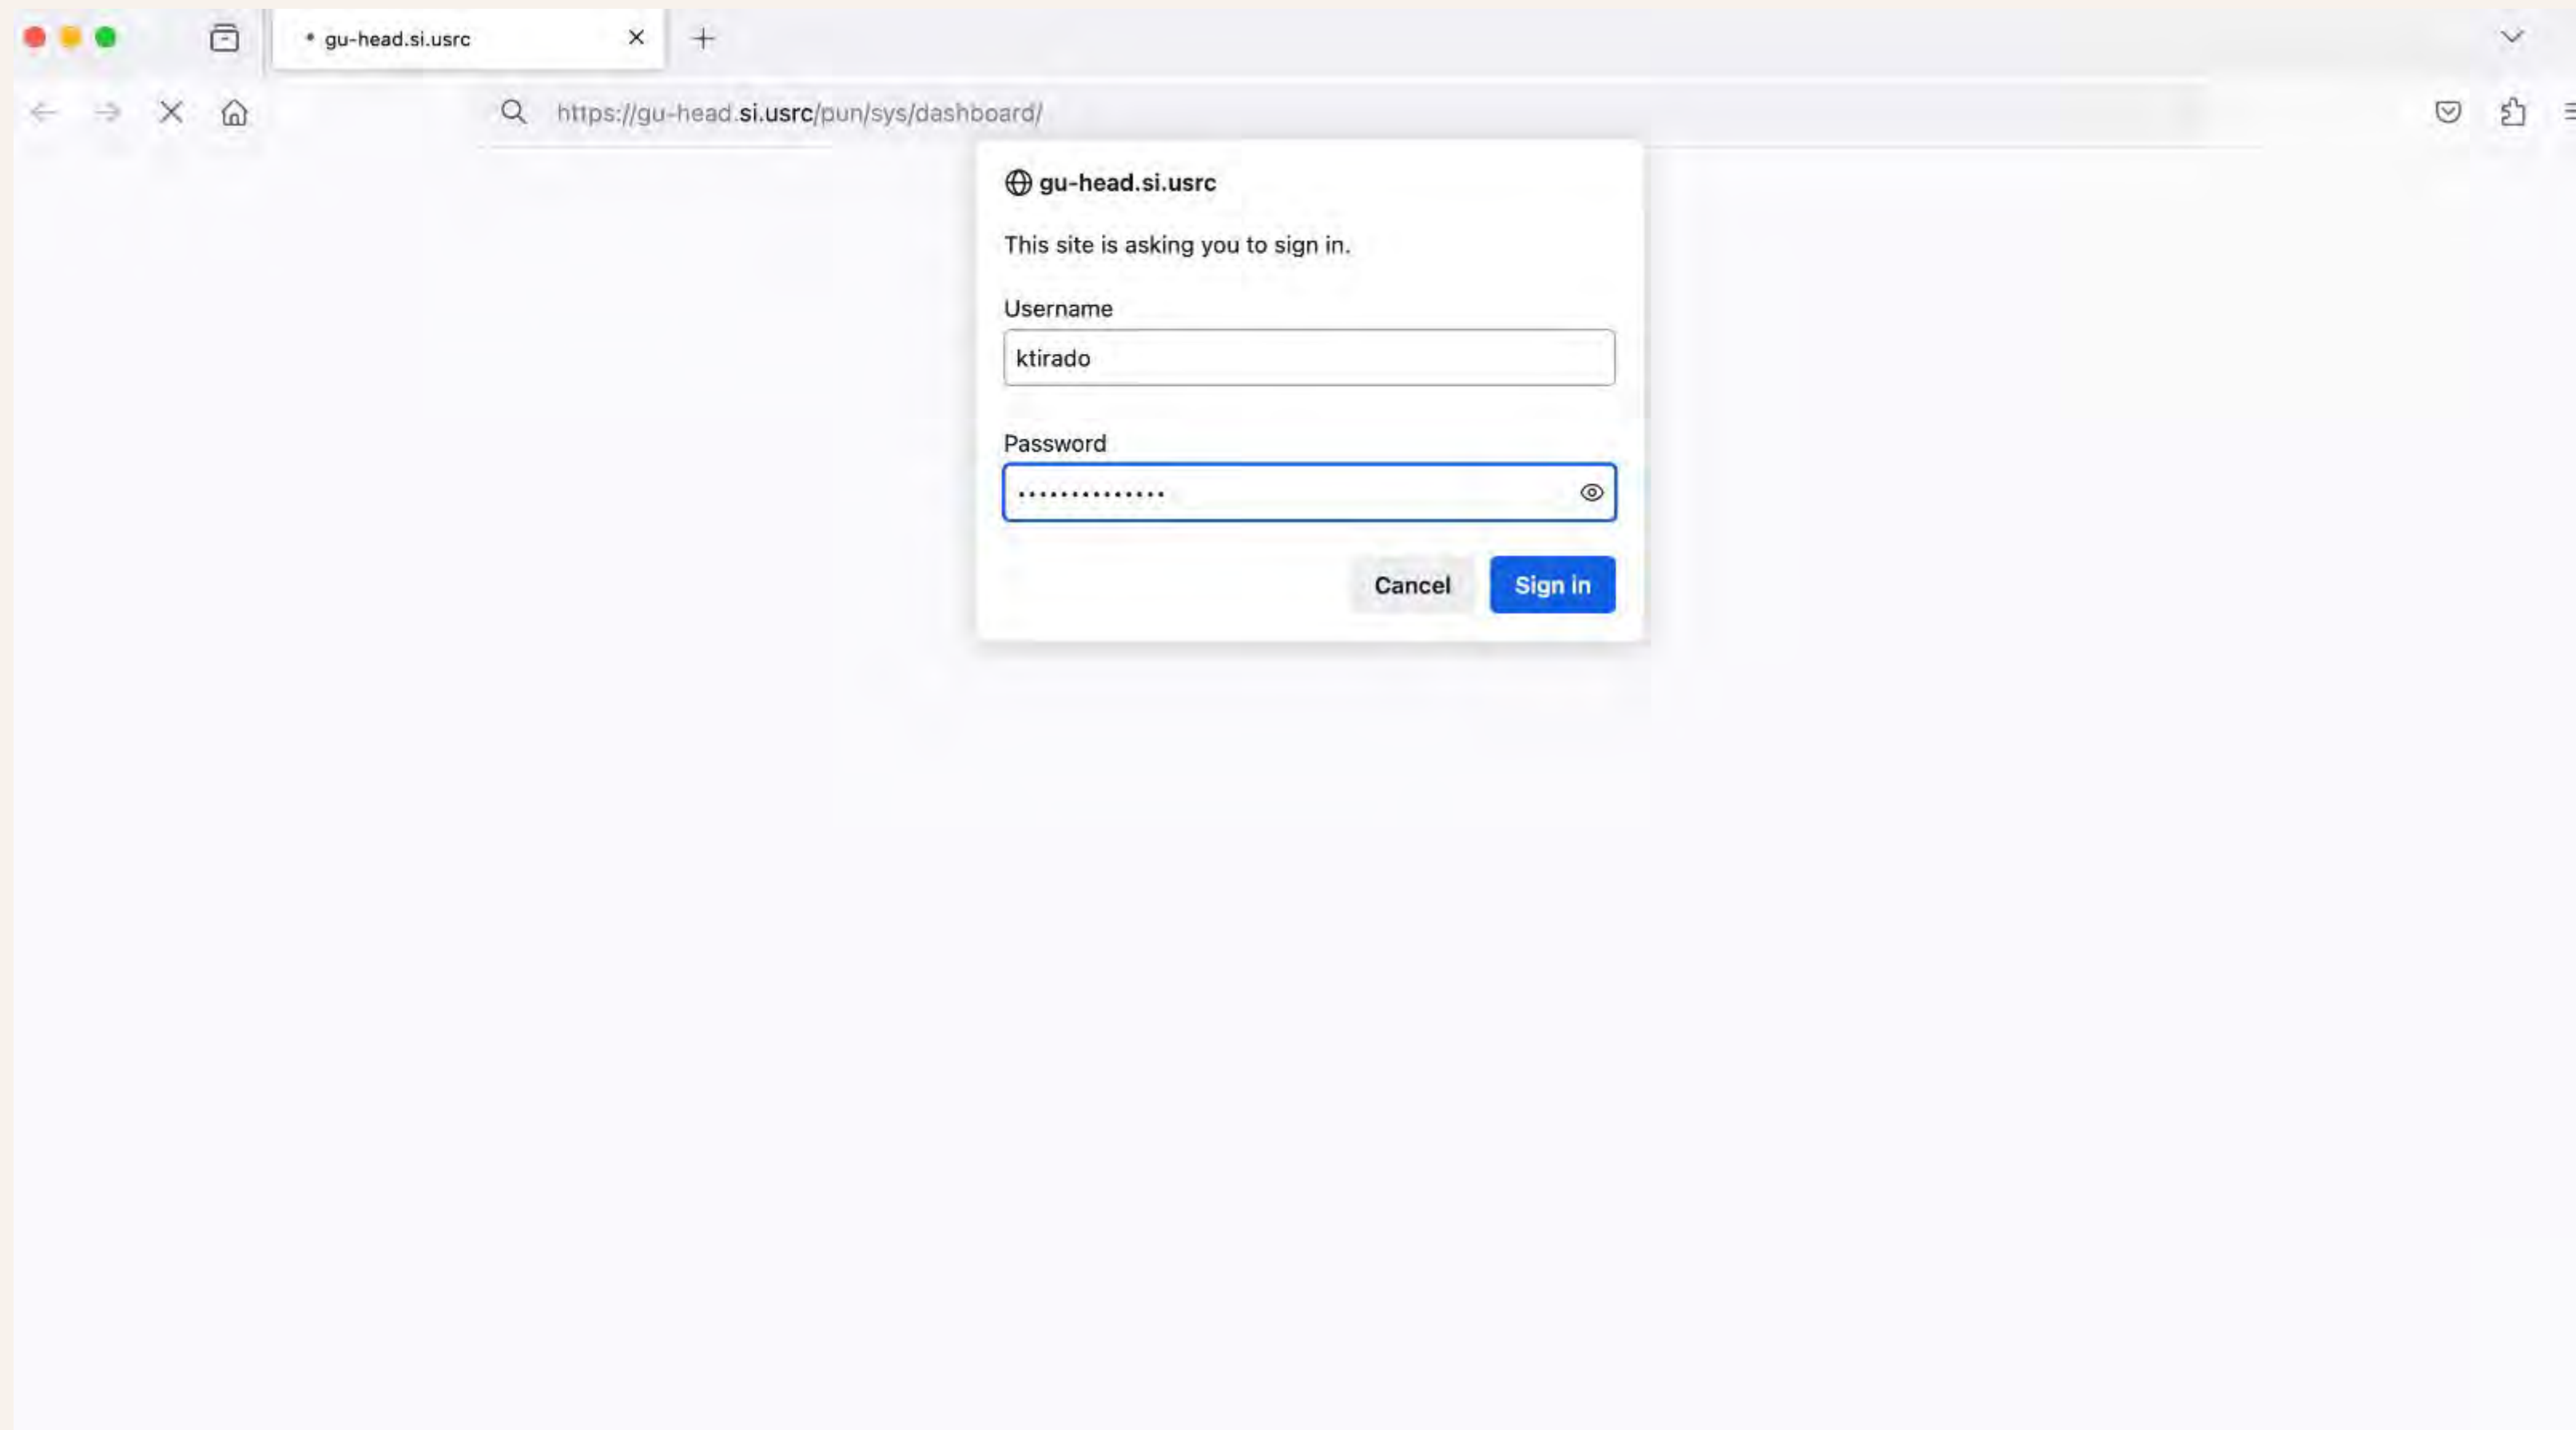 gu-head.si.usrc
https://gu-head.si.usrc/pun/sys/dashboard/
gu-head.si.usrc
This site is asking you to sign in.
Username
ktirado
Password
••••••••••••••
Cancel Sign in